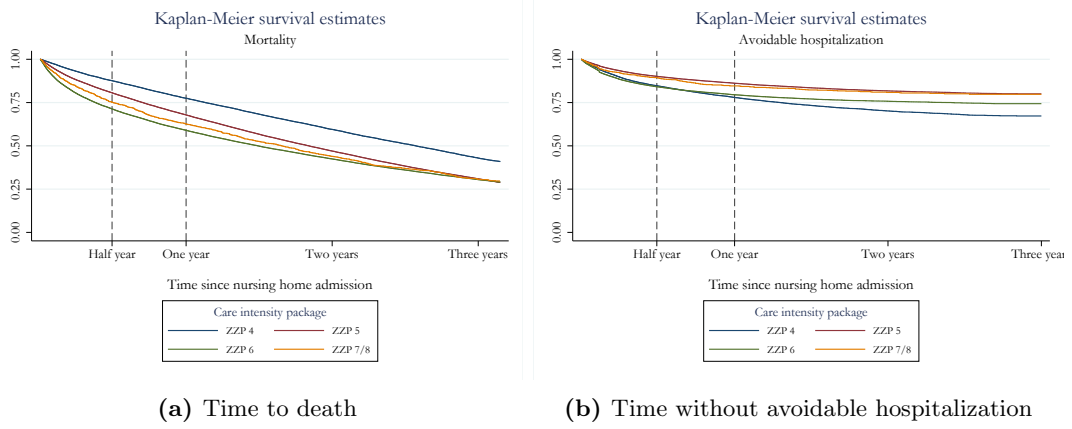 Kaplan-Meier survival estimates
Mortality
1.00
0.75
0.50
0.25
0.00
Half year One year Two years Three years
Time since nursing home admission
Care intensity package
ZZP 4 ZZP 5
ZZP 6 ZZP 7/8
(a) Time to death
Kaplan-Meier survival estimates
Avoidable hospitalization
1.00
0.75
0.50
0.25
0.00
Half year One year Two years Three year
Time since nursing home admission
Care intensity package
ZZP 4 ZZP 5
ZZP 6 ZZP 7/8
(b) Time without avoidable hospitalization